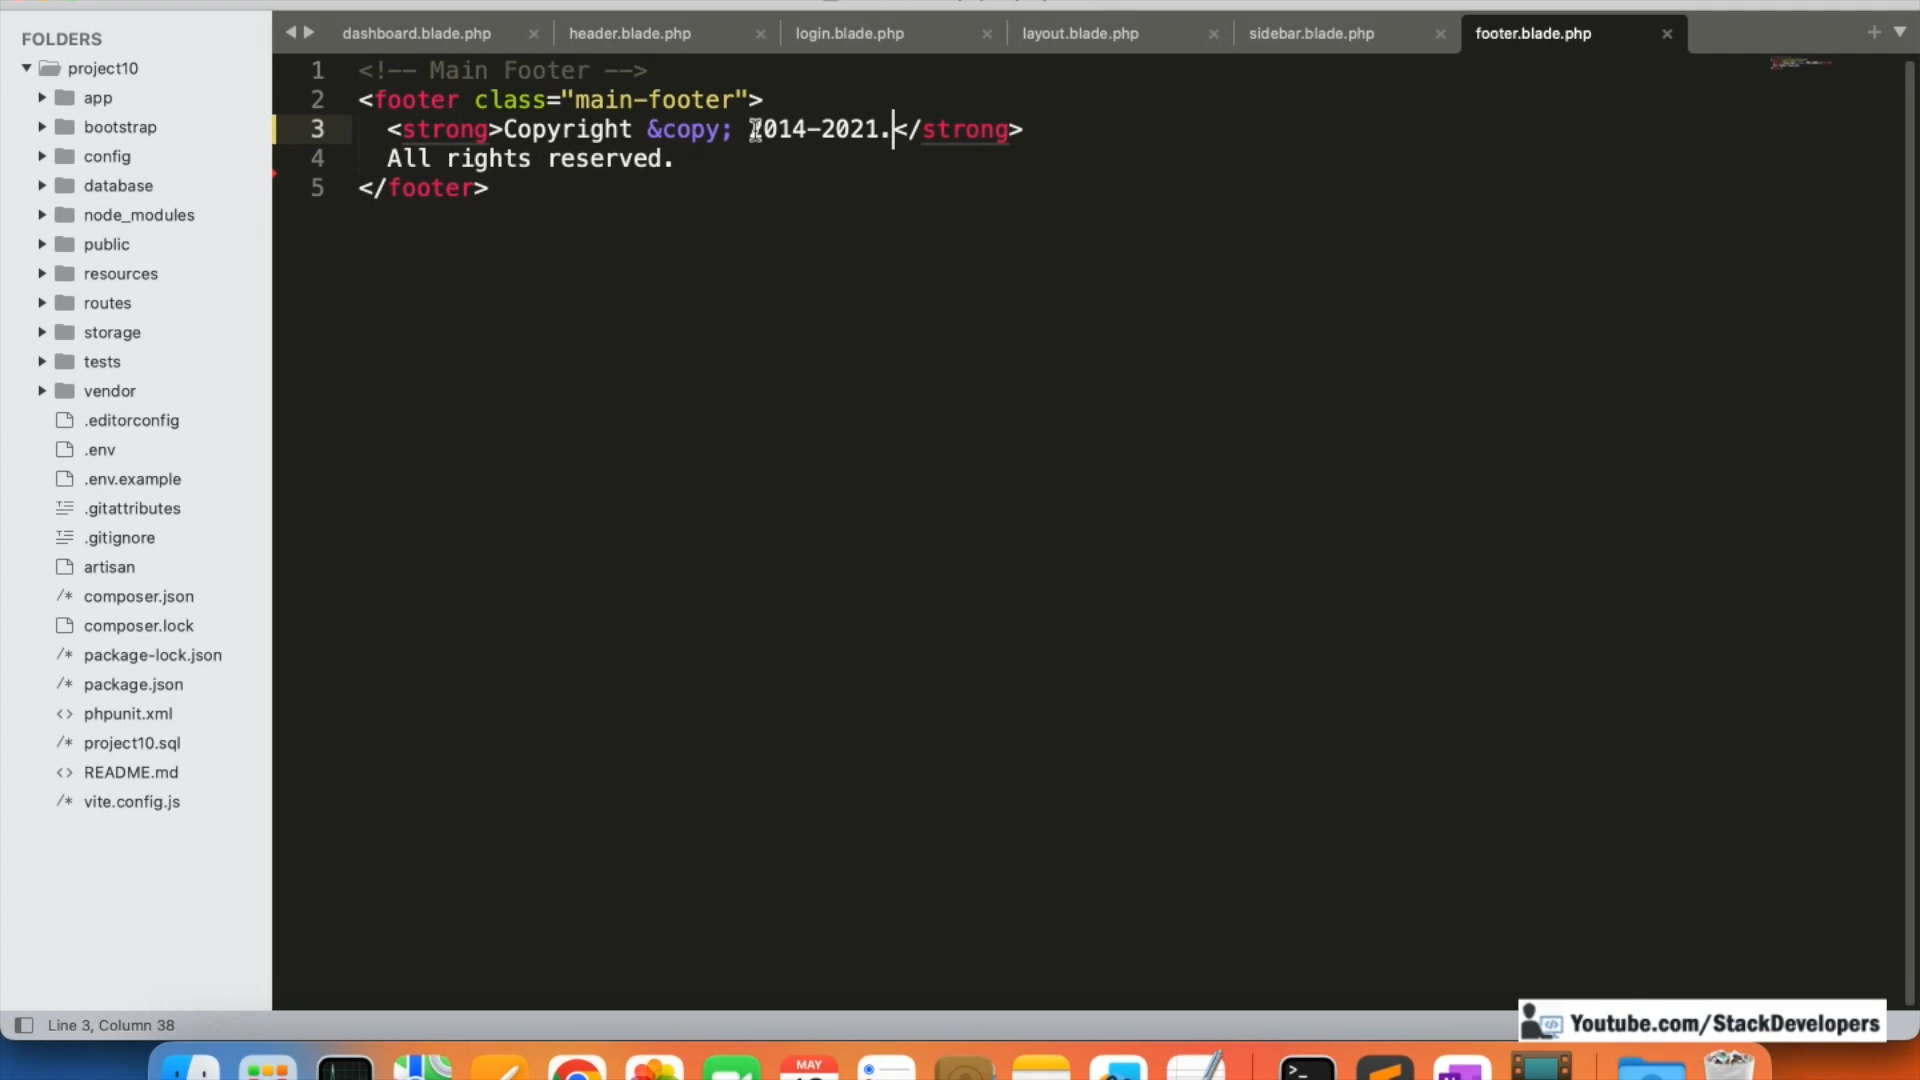 FOLDERS
project10
app
bootstrap
config
database
node_modules
public
resources
routes
storage
tests
vendor
.editorconfig
.env
.env.example
.gitattributes
.gitignore
artisan
/* composer.json
composer.lock
/* package-lock.json
/* package.json
<> phpunit.xml
/* project10.sql
<> README.md
/* vite.config.js
dashboard.blade.php × header.blade.php × login.blade.php × layout.blade.php × sidebar.blade.php × footer.blade.php ×
1 <!-- Main Footer -->
2 <footer class="main-footer">
3 <strong>Copyright &copy; 2014-2021.</strong>
4 All rights reserved.
5 </footer>
Line 3, Column 38
Youtube.com/StackDevelopers
MAY